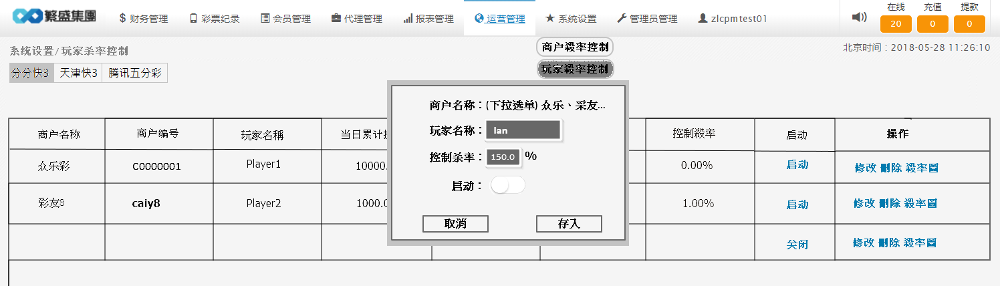 繁盛集團
$ 财务管理 彩票纪录 会员管理 代理管理 报表管理 运营管理 系统设置 管理员管理 zlcpmtest01
在线 充值 提款
20 0 0
商户殺率控制
系统设置/玩家杀率控制
北京时间：2018-05-28 11:26:10
玩家殺率控制
分分快3 天津快3 腾讯五分彩
商户名称：(下拉选单) 众乐、采友...
玩家名称： lan
控制杀率： 150.0 %
启动：
取消 存入
商户名称 商户编号 玩家名稱 当日累计 控制殺率 启动 操作
众乐彩 C0000001 Player1 10000. 0.00% 启动 修改 刪除 殺率圖
彩友8 caiy8 Player2 1000.0 1.00% 启动 修改 刪除 殺率圖
关闭 修改 刪除 殺率圖